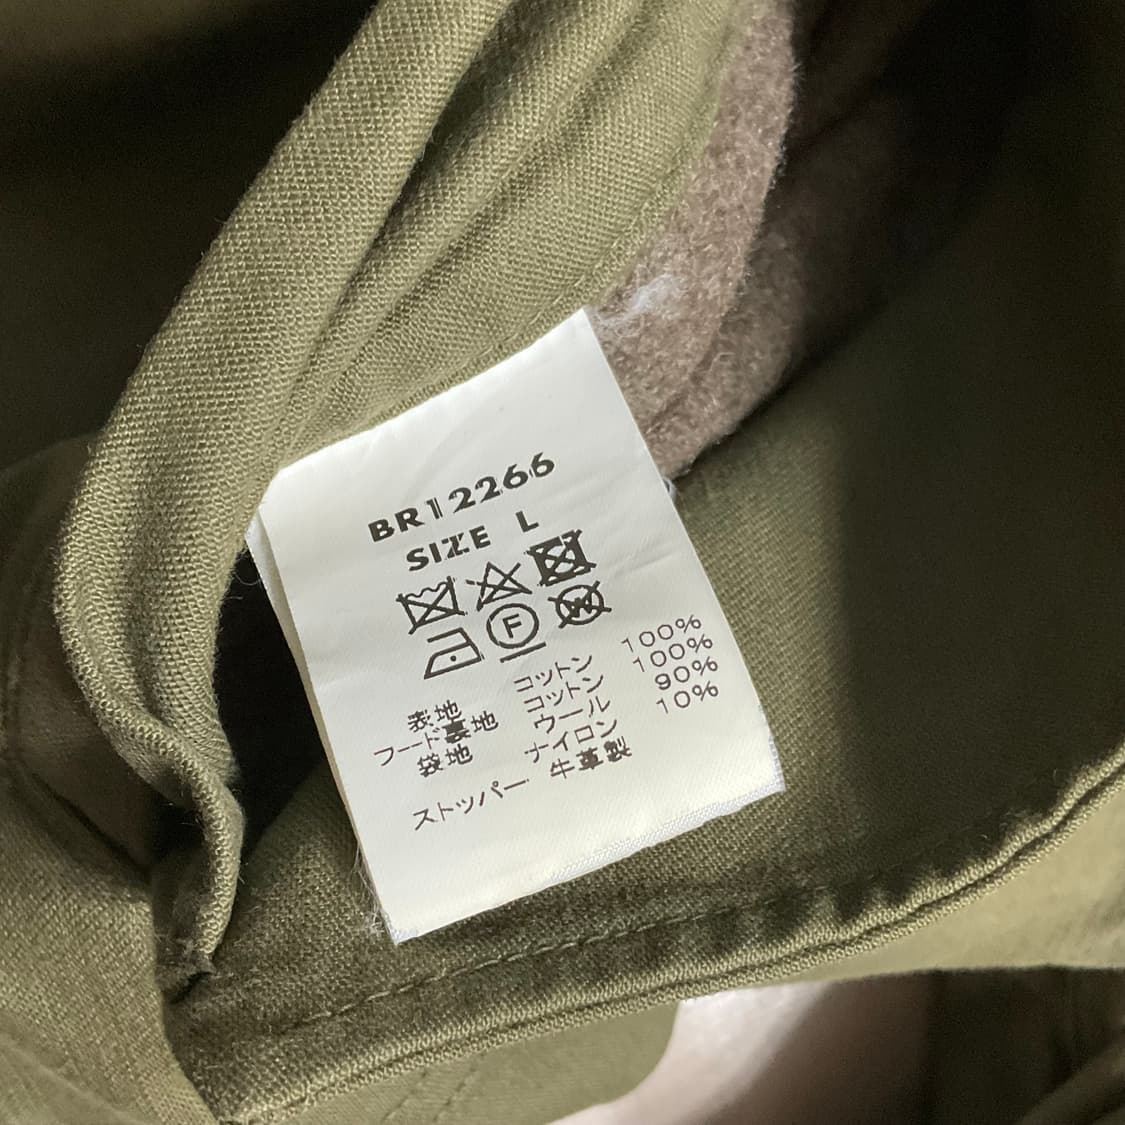 BR12266
SIZE L
F
W
表地 コットン 100%
フード裏地 コットン 100%
袋地 ウール 90%
ナイロン 10%
ストッパー 牛革製